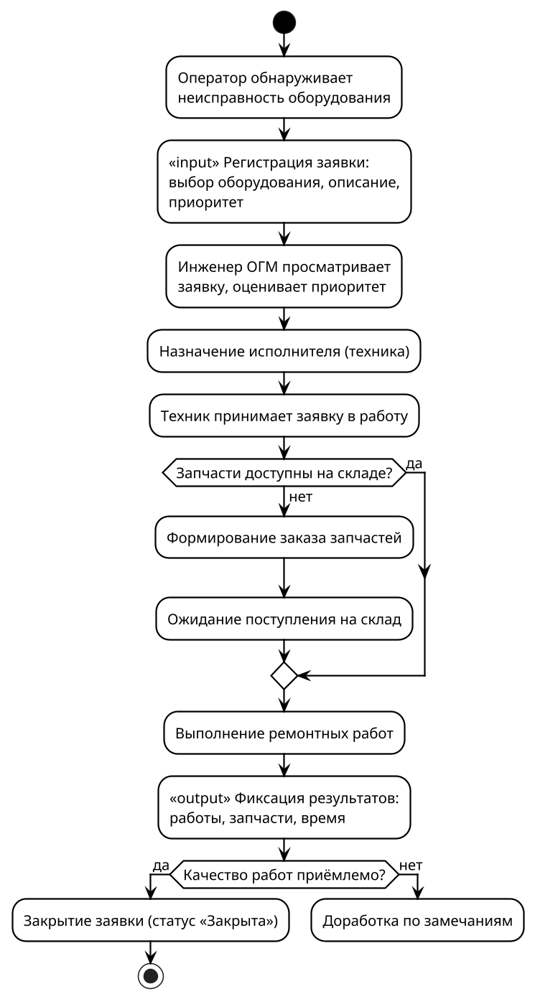 Оператор обнаруживает
неисправность оборудования
«input» Регистрация заявки:
выбор оборудования, описание,
приоритет
Инженер ОГМ просматривает
заявку, оценивает приоритет
Назначение исполнителя (техника)
Техник принимает заявку в работу
Запчасти доступны на складе?
да
нет
Формирование заказа запчастей
Ожидание поступления на склад
Выполнение ремонтных работ
«output» Фиксация результатов:
работы, запчасти, время
да
Качество работ приёмлемо?
нет
Закрытие заявки (статус «Закрыта»)
Доработка по замечаниям